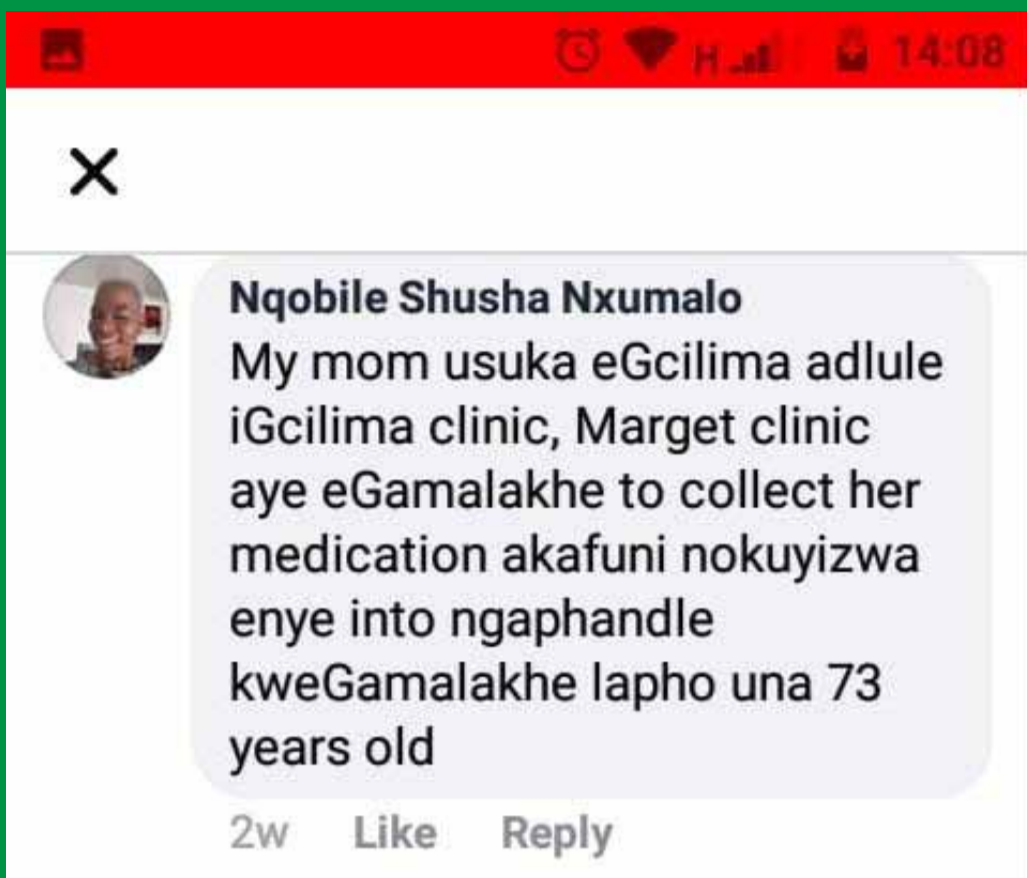 H 14:08
Nqobile Shusha Nxumalo
My mom usuka eGcilima adlule
iGcilima clinic, Marget clinic
aye eGamalakhe to collect her
medication akafuni nokuyizwa
enye into ngaphandle
kweGamalakhe lapho una 73
years old
2w Like Reply